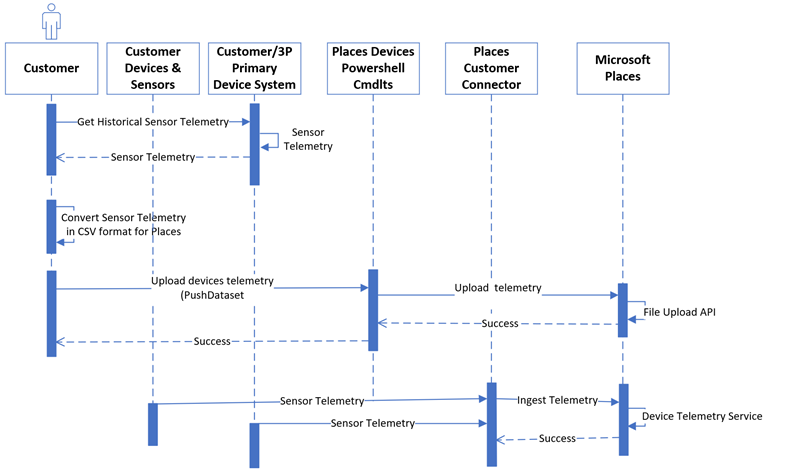 Customer
Customer
Devices &
Sensors
Customer/3P
Primary
Device System
Places Devices
Powershell
Cmdlts
Places
Customer
Connector
Microsoft
Places
Get Historical Sensor Telemetry
Sensor
Telemetry
Sensor Telemetry
Convert Sensor Telemetry
in CSV format for Places
Upload devices telemetry
(PushDataset
Upload telemetry
File Upload API
Success
Success
Sensor Telemetry
Ingest Telemetry
Device Telemetry Service
Sensor Telemetry
Success